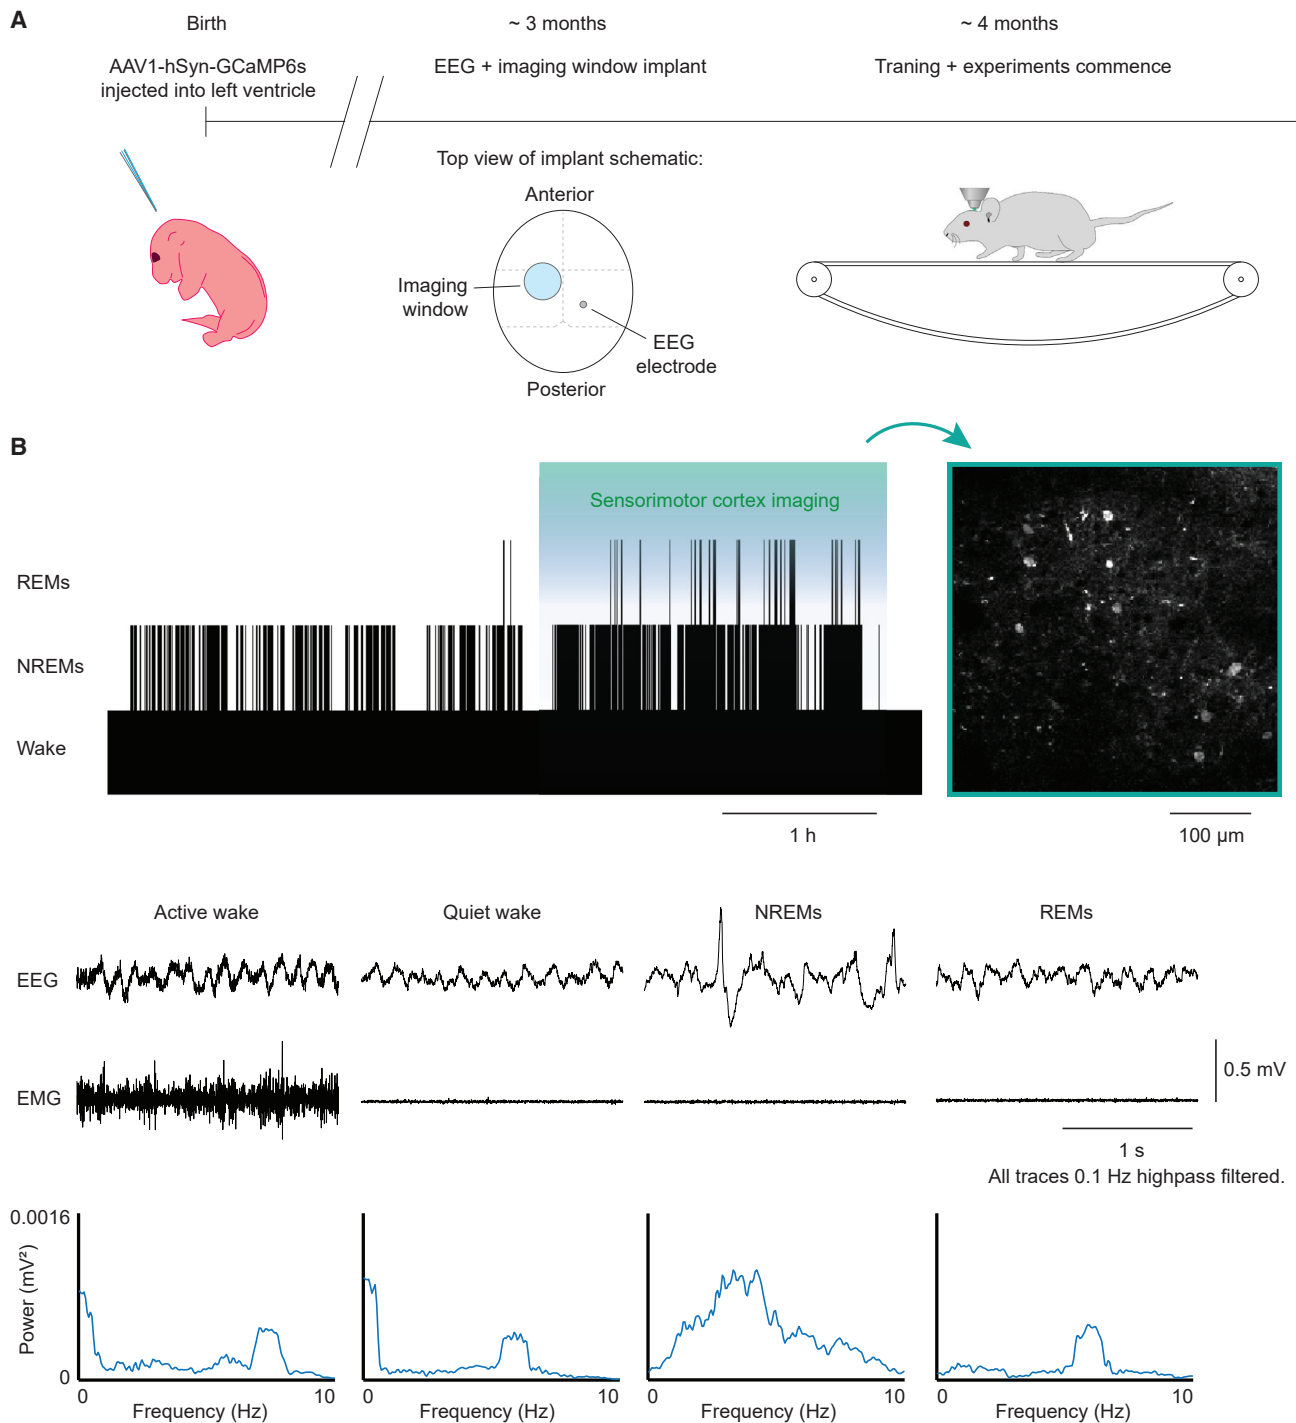 A
Birth
~ 3 months
~ 4 months
AAV1-hSyn-GCaMP6s
injected into left ventricle
EEG + imaging window implant
Traning + experiments commence
Top view of implant schematic:
Anterior
Imaging
window
EEG
electrode
Posterior
B
Sensorimotor cortex imaging
REMs
NREMs
Wake
1 h
100 µm
Active wake
Quiet wake
NREMs
REMs
EEG
EMG
0.5 mV
1 s
All traces 0.1 Hz highpass filtered.
0.0016
Power (mV²)
0
0 10
0 10
0 10
0 10
Frequency (Hz)
Frequency (Hz)
Frequency (Hz)
Frequency (Hz)